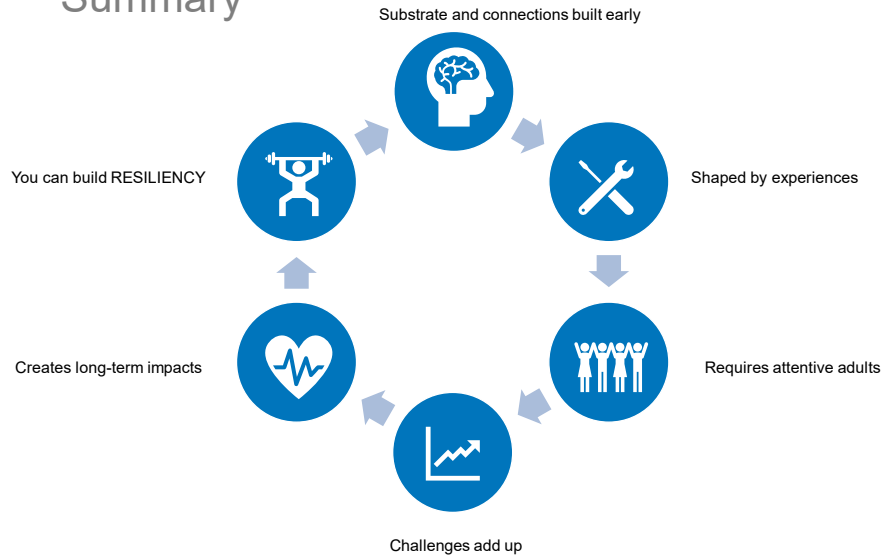 Summary
Substrate and connections built early
You can build RESILIENCY
Shaped by experiences
Creates long-term impacts
Requires attentive adults
Challenges add up